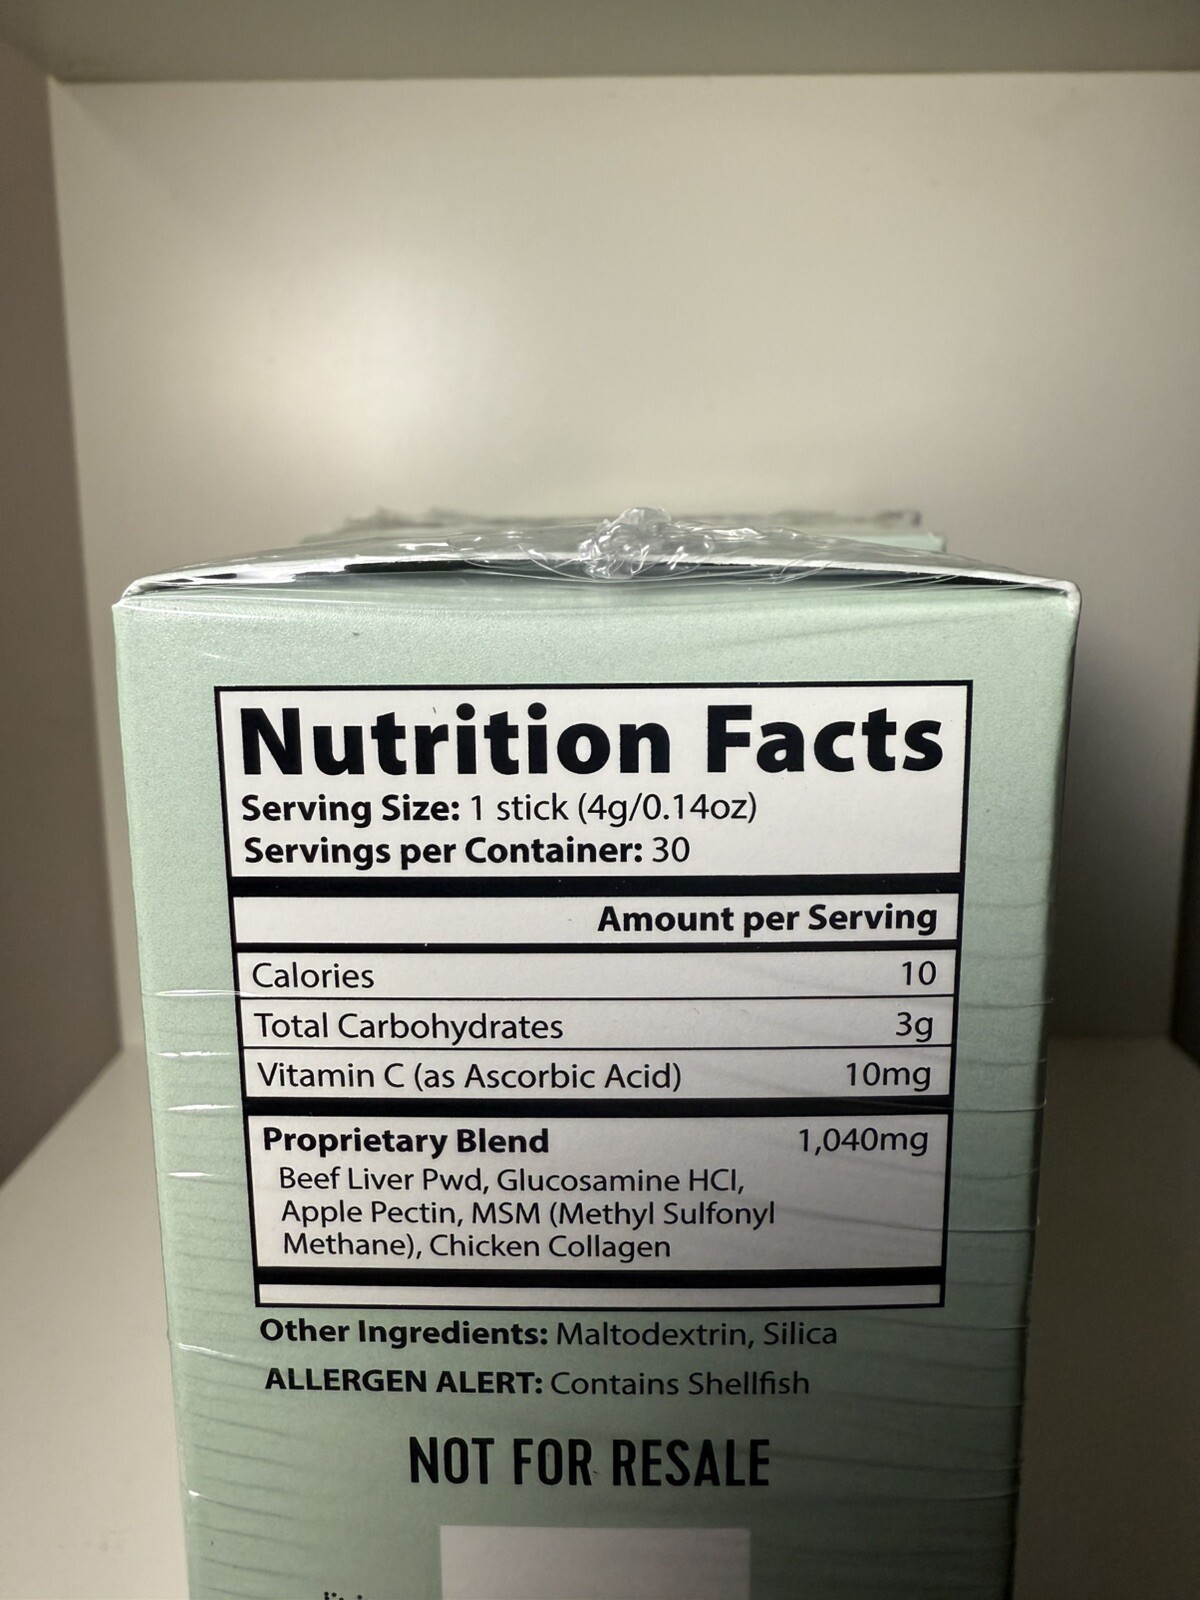 Nutrition Facts
Serving Size: 1 stick (4g/0.14oz)
Servings per Container: 30
Amount per Serving
Calories 10
Total Carbohydrates 3g
Vitamin C (as Ascorbic Acid) 10mg
Proprietary Blend 1,040mg
Beef Liver Pwd, Glucosamine HCl,
Apple Pectin, MSM (Methyl Sulfonyl
Methane), Chicken Collagen
Other Ingredients: Maltodextrin, Silica
ALLERGEN ALERT: Contains Shellfish
NOT FOR RESALE